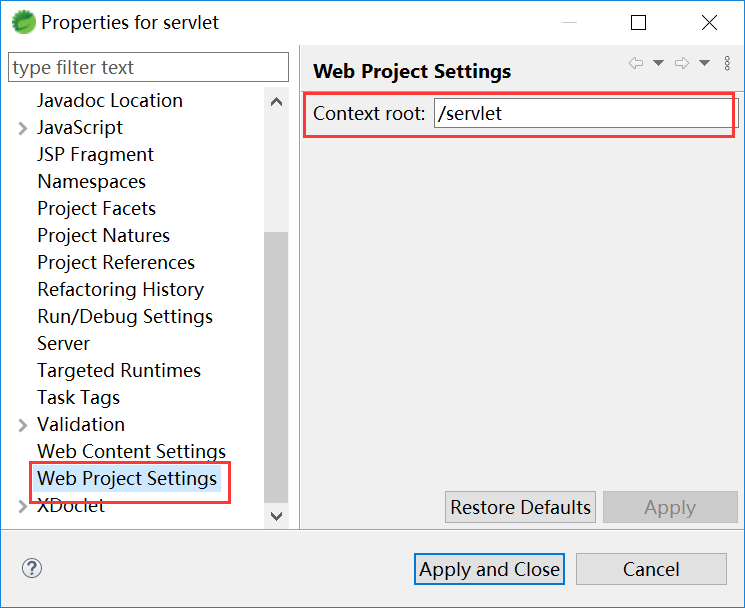 Properties for servlet
type filter text
Javadoc Location
JavaScript
JSP Fragment
Namespaces
Project Facets
Project Natures
Project References
Refactoring History
Run/Debug Settings
Server
Targeted Runtimes
Task Tags
Validation
Web Content Settings
Web Project Settings
XDoclet
Web Project Settings
Context root: /servlet
Restore Defaults
Apply
Apply and Close
Cancel